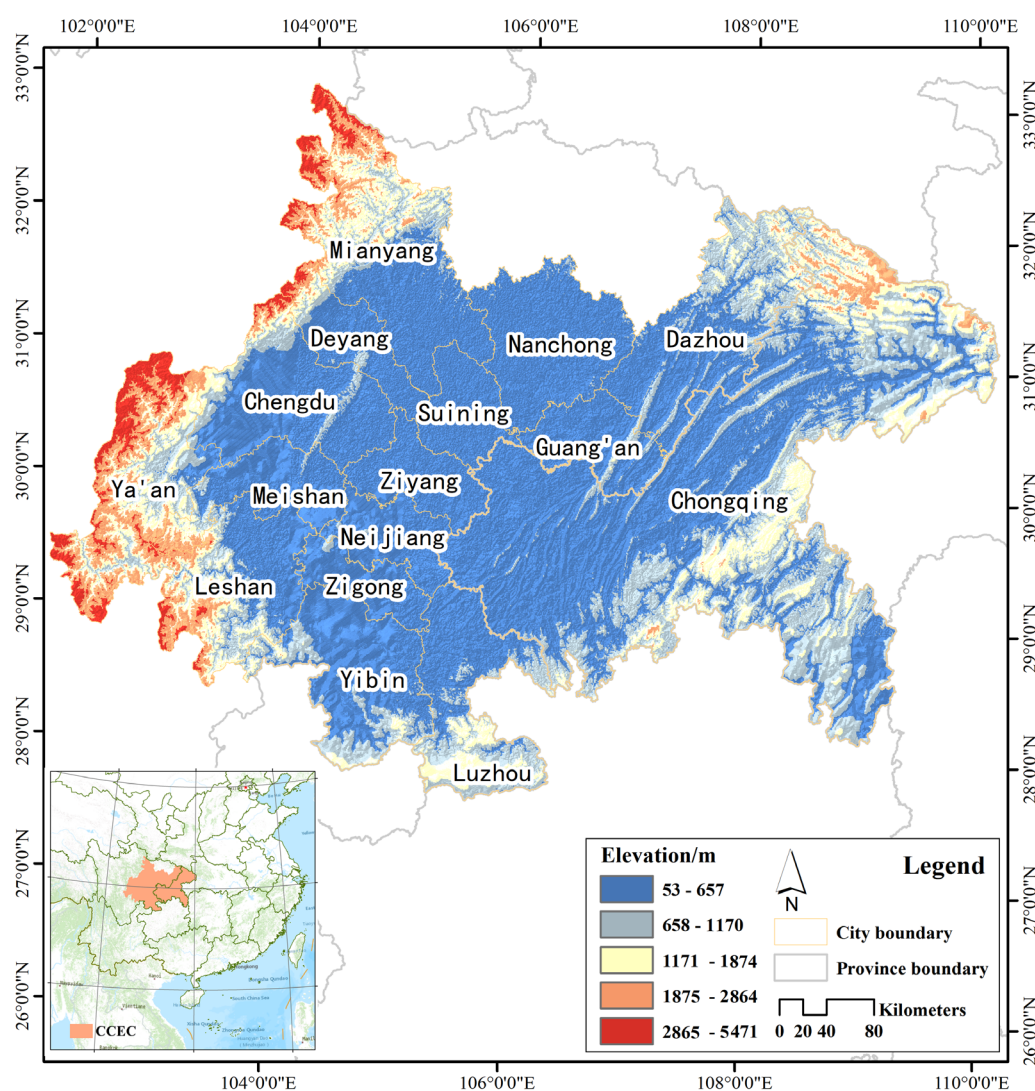 102°0'0"E
104°0'0"E
106°0'0"E
108°0'0"E
110°0'0"E
33°0'0"N
32°0'0"N
31°0'0"N
30°0'0"N
29°0'0"N
28°0'0"N
27°0'0"N
26°0'0"N
33°0'0"N
32°0'0"N
31°0'0"N
30°0'0"N
29°0'0"N
28°0'0"N
27°0'0"N
26°0'0"N
Mianyang
Deyang
Nanchong
Dazhou
Chengdu
Suining
Guang'an
Ya'an
Meishan
Ziyang
Chongqing
Neijiang
Leshan
Zigong
Yibin
Luzhou
CCEC
Elevation/m
Legend
53 - 657
658 - 1170
1171 - 1874
1875 - 2864
2865 - 5471
N
City boundary
Province boundary
0 20 40 80
Kilometers
104°0'0"E
106°0'0"E
108°0'0"E
110°0'0"E